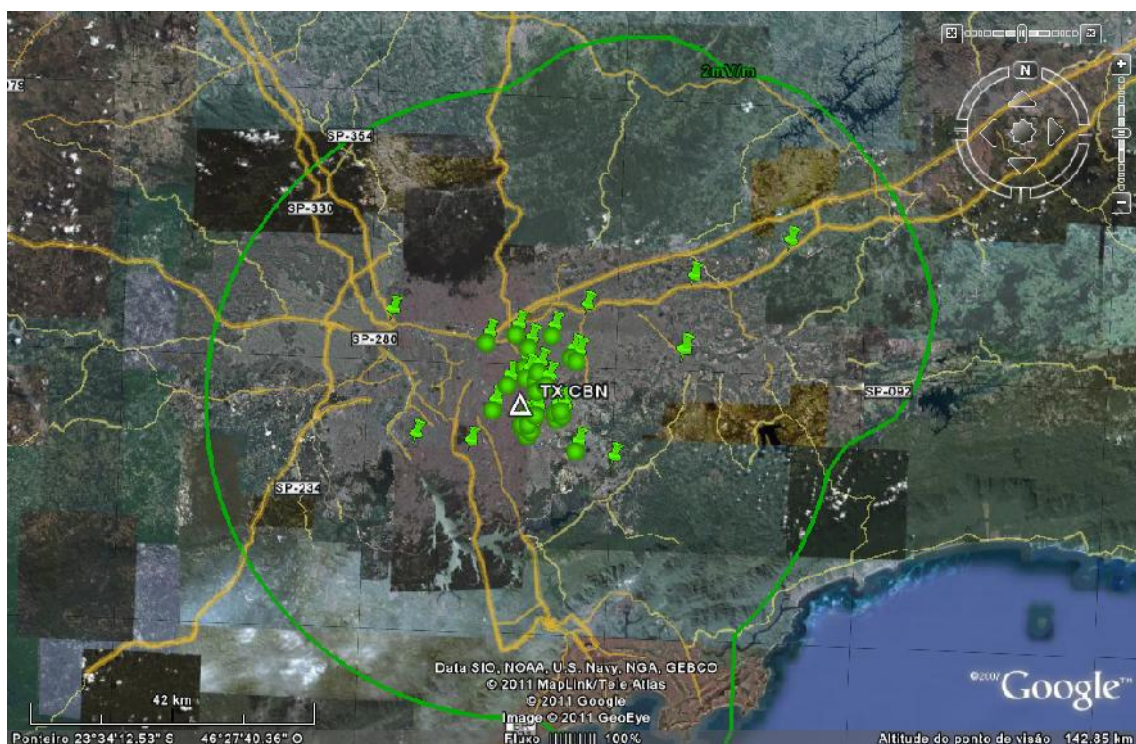 2mV/m
N
SP-354
SP-330
SP-280
TX CBN
SP-092
SP-234
Data SIO, NOAA, U.S. Navy, NGA, GEBCO
© 2011 MapLink/Tele Atlas
© 2011 Google
Image © 2011 GeoEye
©2007 Google™
42 km
Ponteiro 23°34'12.53" S 46°27'40.36" O
Fluxo 100%
Altitude do ponto de visão 142.85 km